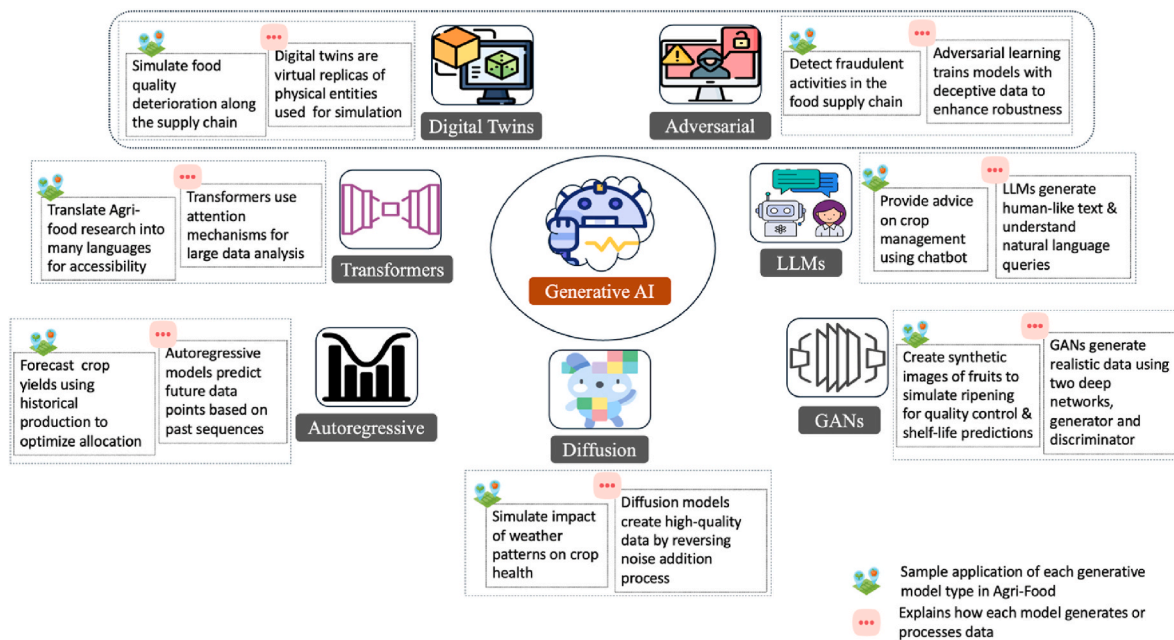 Simulate food
quality
deterioration along
the supply chain
Digital twins are
virtual replicas of
physical entities
used for simulation
Digital Twins
Adversarial
Detect fraudulent
activities in the
food supply chain
Adversarial learning
trains models with
deceptive data to
enhance robustness
Translate Agri-
food research into
many languages
for accessibility
Transformers use
attention
mechanisms for
large data analysis
Transformers
Generative AI
LLMs
Provide advice
on crop
management
using chatbot
LLMs generate
human-like text &
understand
natural language
queries
Forecast crop
yields using
historical
production to
optimize allocation
Autoregressive
models predict
future data
points based on
past sequences
Autoregressive
Diffusion
GANs
Create synthetic
images of fruits to
simulate ripening
for quality control &
shelf-life predictions
GANs generate
realistic data using
two deep
networks,
generator and
discriminator
Simulate impact
of weather
patterns on crop
health
Diffusion models
create high-quality
data by reversing
noise addition
process
Sample application of each generative
model type in Agri-Food
Explains how each model generates or
processes data